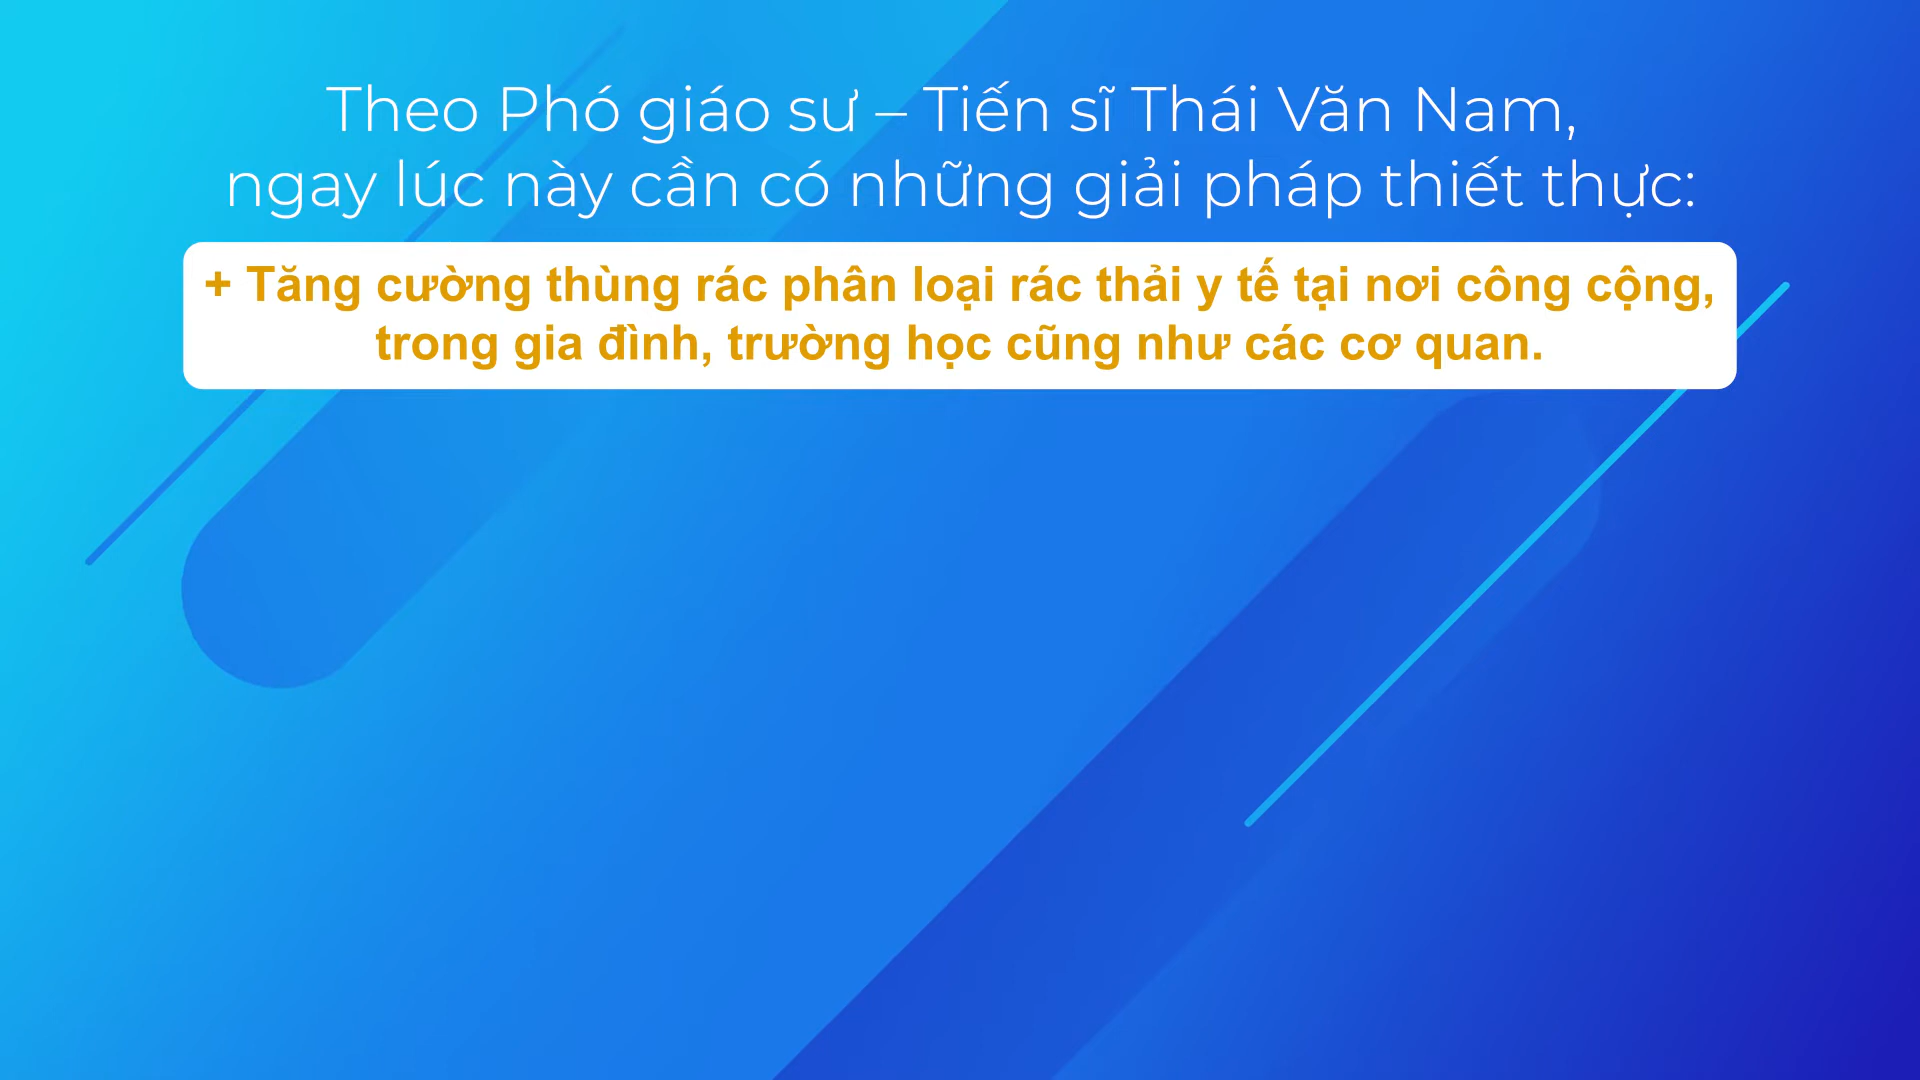 Theo Phó giáo sư – Tiến sĩ Thái Văn Nam,
ngay lúc này cần có những giải pháp thiết thực:
+ Tăng cường thùng rác phân loại rác thải y tế tại nơi công cộng,
trong gia đình, trường học cũng như các cơ quan.